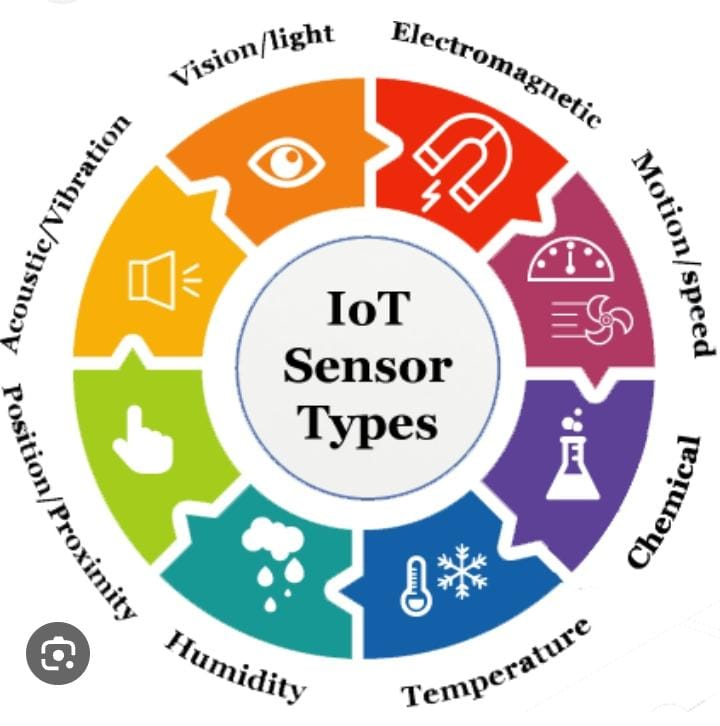 Vision/light
Electromagnetic
Motion/speed
Chemical
Temperature
Humidity
Position/Proximity
Acoustic/Vibration
IoT
Sensor
Types